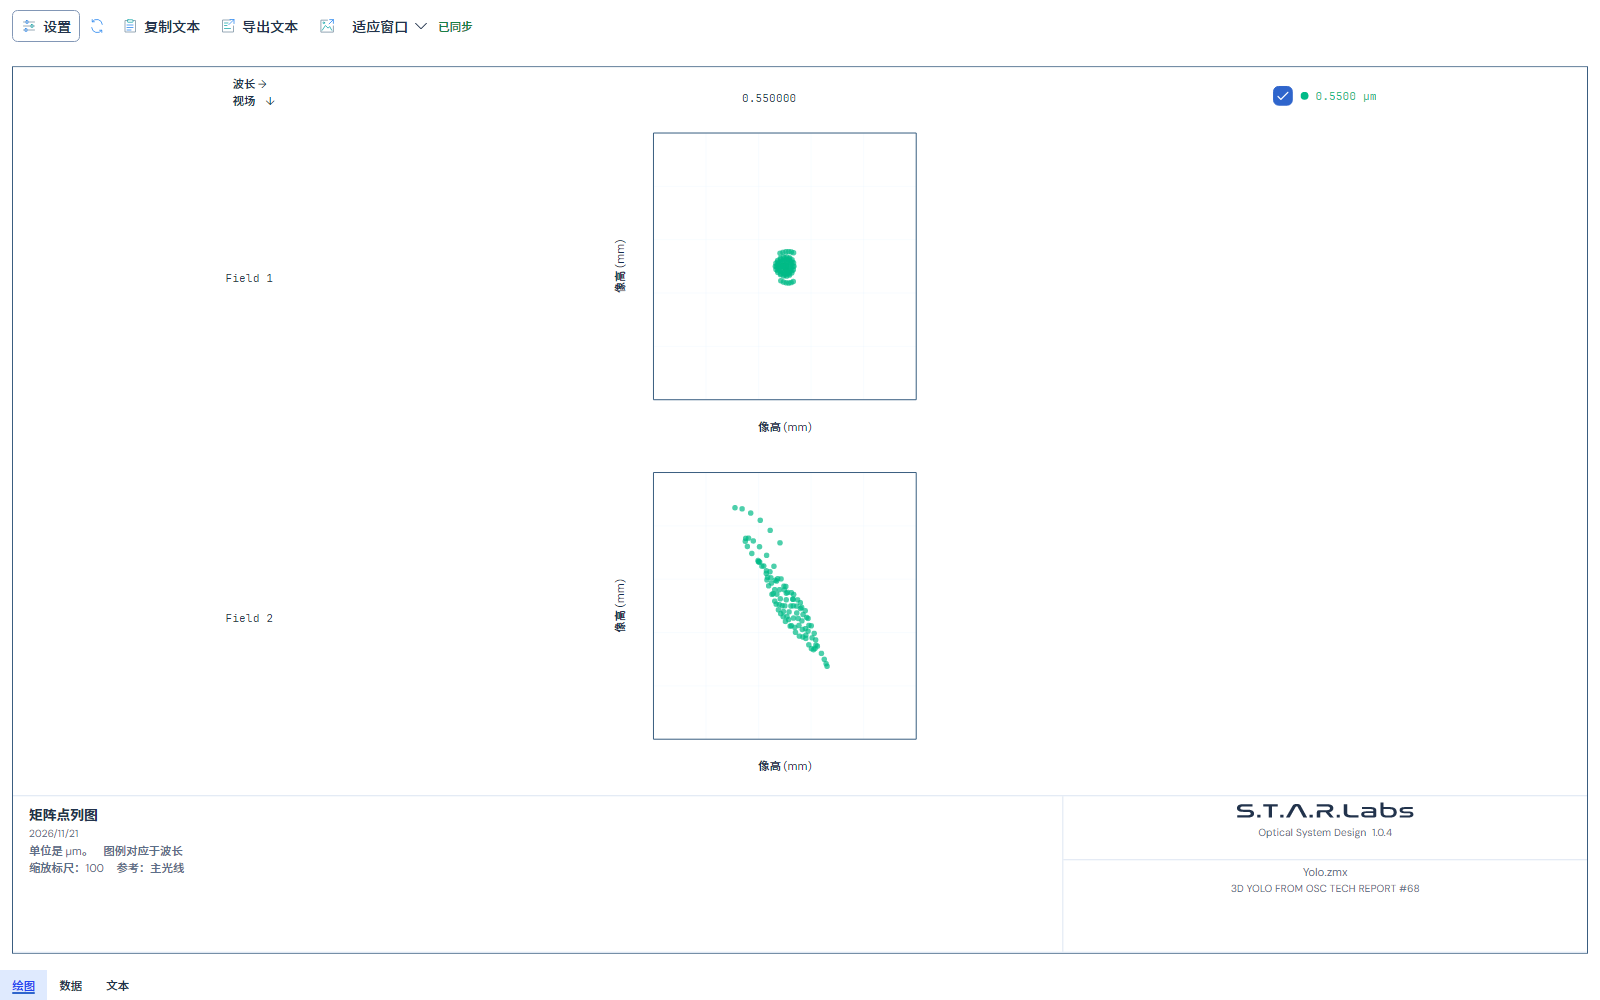 设置 复制文本 导出文本 适应窗口 已同步
波长
视场
0.550000
0.5500 µm
Field 1
像高 (mm)
像高 (mm)
Field 2
像高 (mm)
像高 (mm)
矩阵点列图
2026/11/21
单位是 µm。 图例对应于波长
缩放标尺：100 参考：主光线
S.T.A.R.Labs
Optical System Design 1.0.4
Yolo.zmx
3D YOLO FROM OSC TECH REPORT #68
绘图 数据 文本